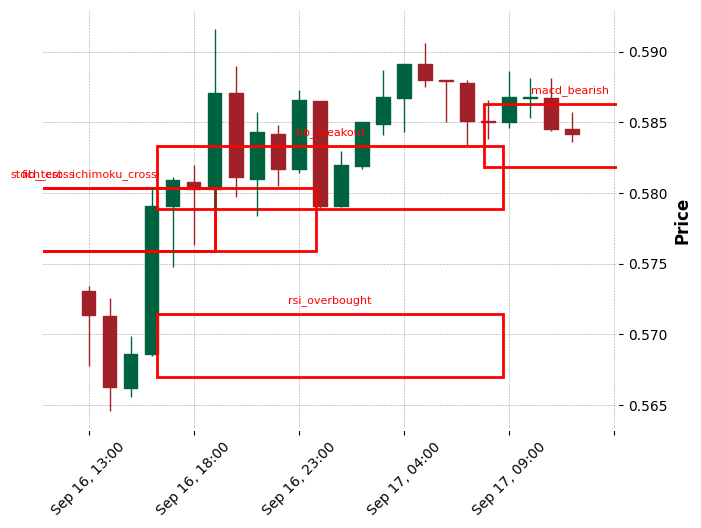 0.590
macd_bearish
0.585
bb_breakout
ichimoku_cross
0.580
Price
0.575
rsi_overbought
0.570
0.565
Sep 16, 13:00
Sep 16, 18:00
Sep 16, 23:00
Sep 17, 04:00
Sep 17, 09:00